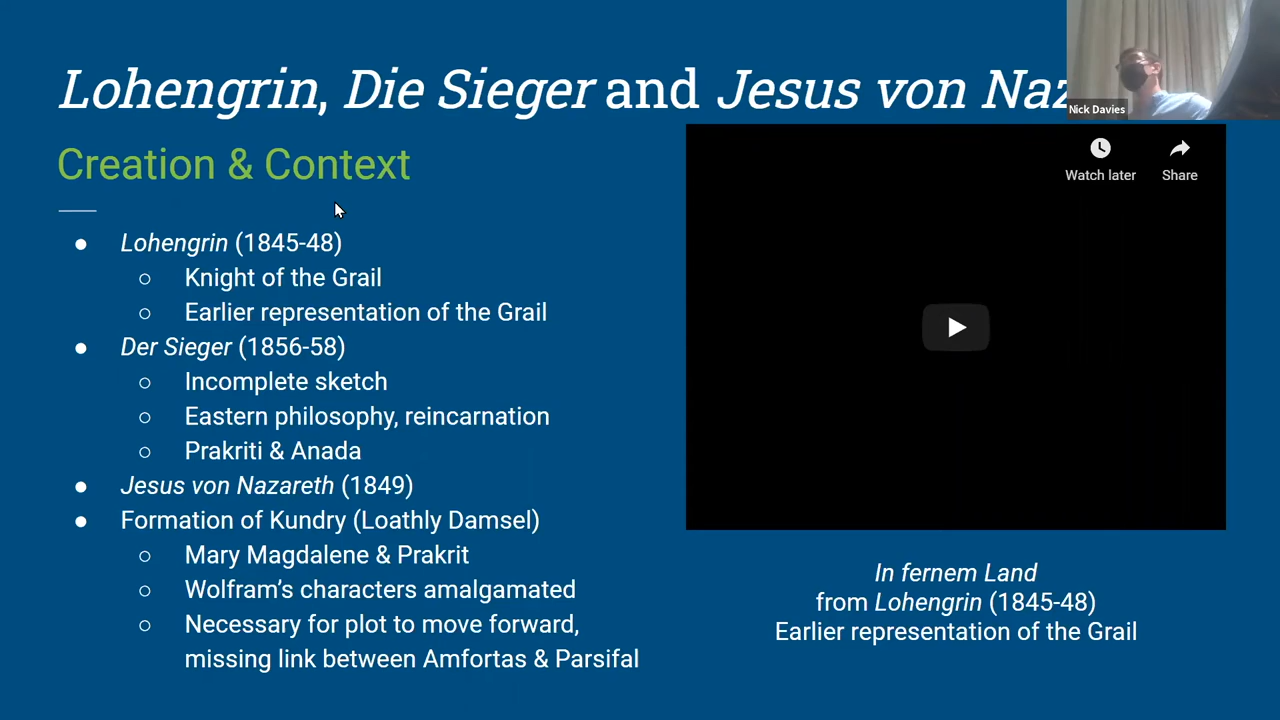 Lohengrin, Die Sieger and Jesus von Naz
Nick Davies
Creation & Context
Watch later
Share
● Lohengrin (1845-48)
○ Knight of the Grail
○ Earlier representation of the Grail
● Der Sieger (1856-58)
○ Incomplete sketch
○ Eastern philosophy, reincarnation
○ Prakriti & Anada
● Jesus von Nazareth (1849)
● Formation of Kundry (Loathly Damsel)
○ Mary Magdalene & Prakrit
○ Wolfram’s characters amalgamated
○ Necessary for plot to move forward,
missing link between Amfortas & Parsifal
In fernem Land
from Lohengrin (1845-48)
Earlier representation of the Grail